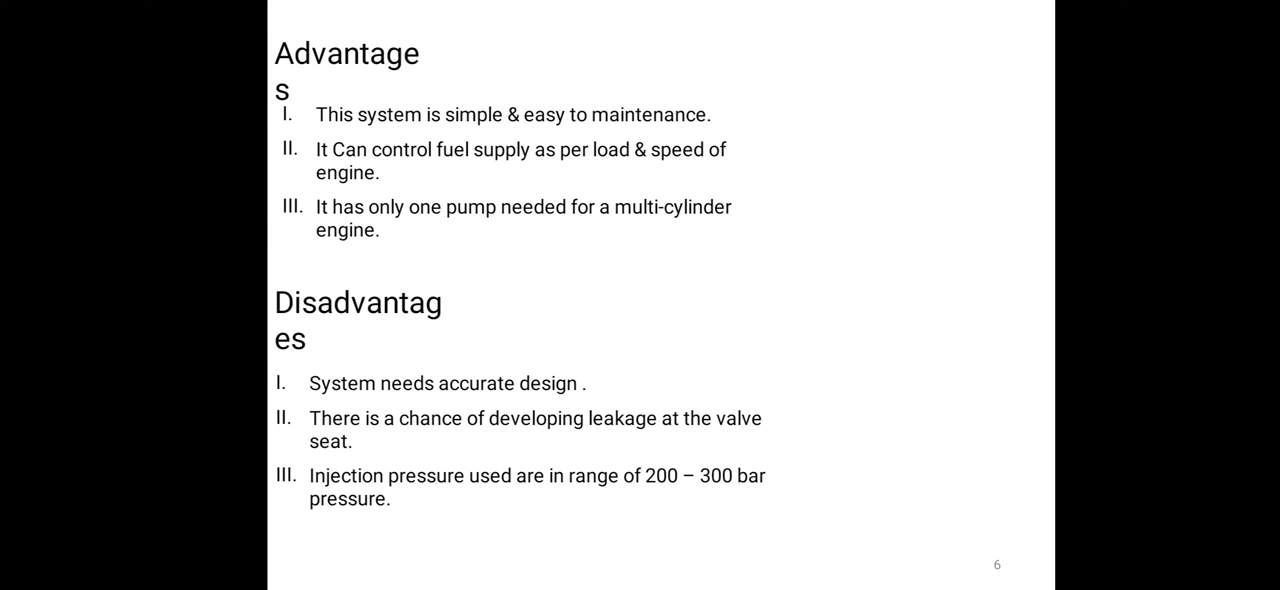 Advantage
s
I. This system is simple & easy to maintenance.
II. It Can control fuel supply as per load & speed of
engine.
III. It has only one pump needed for a multi-cylinder
engine.
Disadvantag
es
I. System needs accurate design .
II. There is a chance of developing leakage at the valve
seat.
III. Injection pressure used are in range of 200 – 300 bar
pressure.
6